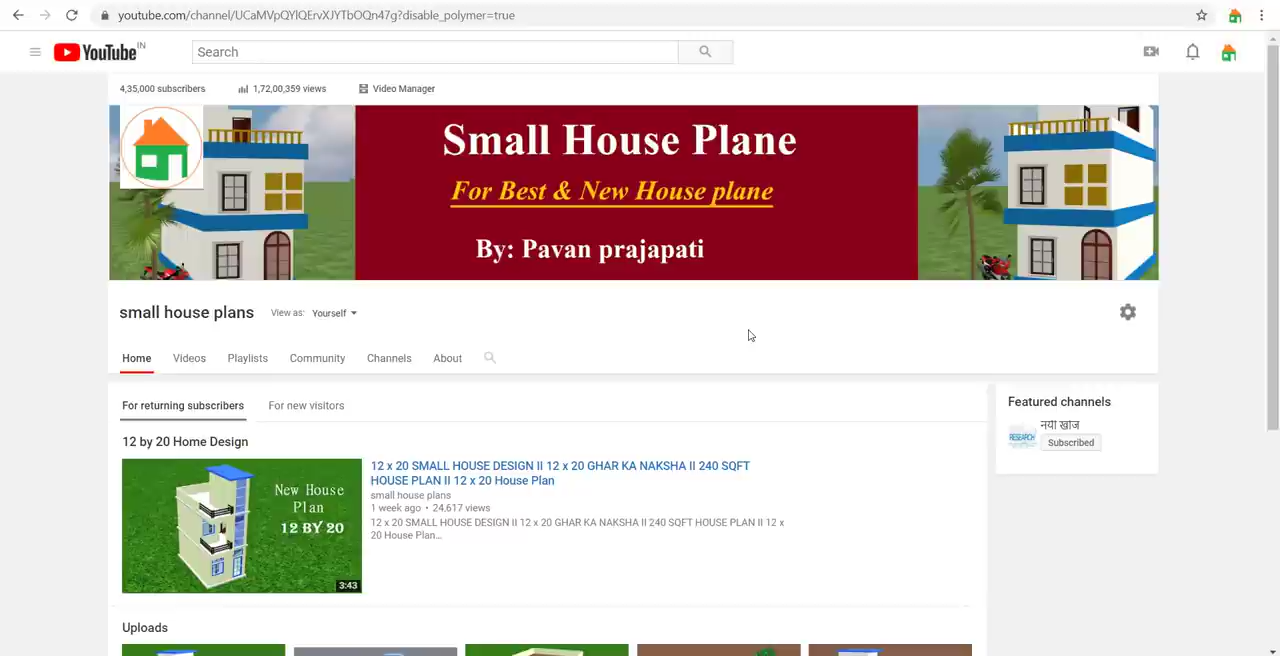 youtube.com/channel/UCaMVpQYlQErvXJYTbOQn47g?disable_polymer=true
YouTube IN
Search
4,35,000 subscribers
1,72,00,359 views
Video Manager
Small House Plane
For Best & New House plane
By: Pavan prajapati
small house plans
View as: Yourself
Home Videos Playlists Community Channels About
For returning subscribers
For new visitors
12 by 20 Home Design
New House
Plan
12 BY 20
3:43
12 x 20 SMALL HOUSE DESIGN II 12 x 20 GHAR KA NAKSHA II 240 SQFT
HOUSE PLAN II 12 x 20 House Plan
small house plans
1 week ago • 24,617 views
12 x 20 SMALL HOUSE DESIGN II 12 x 20 GHAR KA NAKSHA II 240 SQFT HOUSE PLAN II 12 x
20 House Plan...
Uploads
Featured channels
RESEARCH
नयी खोज
Subscribed